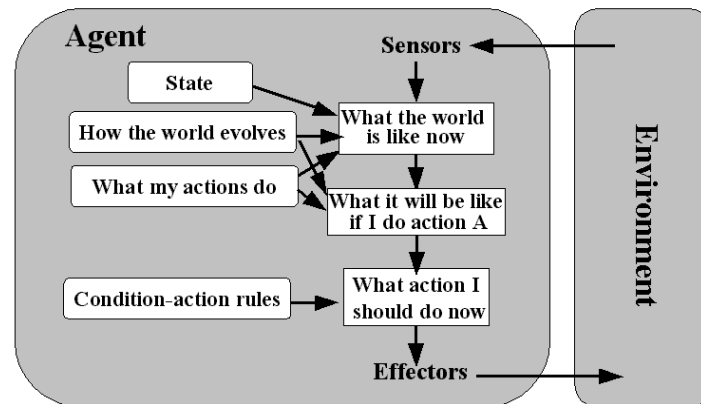 Agent
Sensors
State
What the world
is like now
How the world evolves
What my actions do
What it will be like
if I do action A
Condition-action rules
What action I
should do now
Effectors
Environment